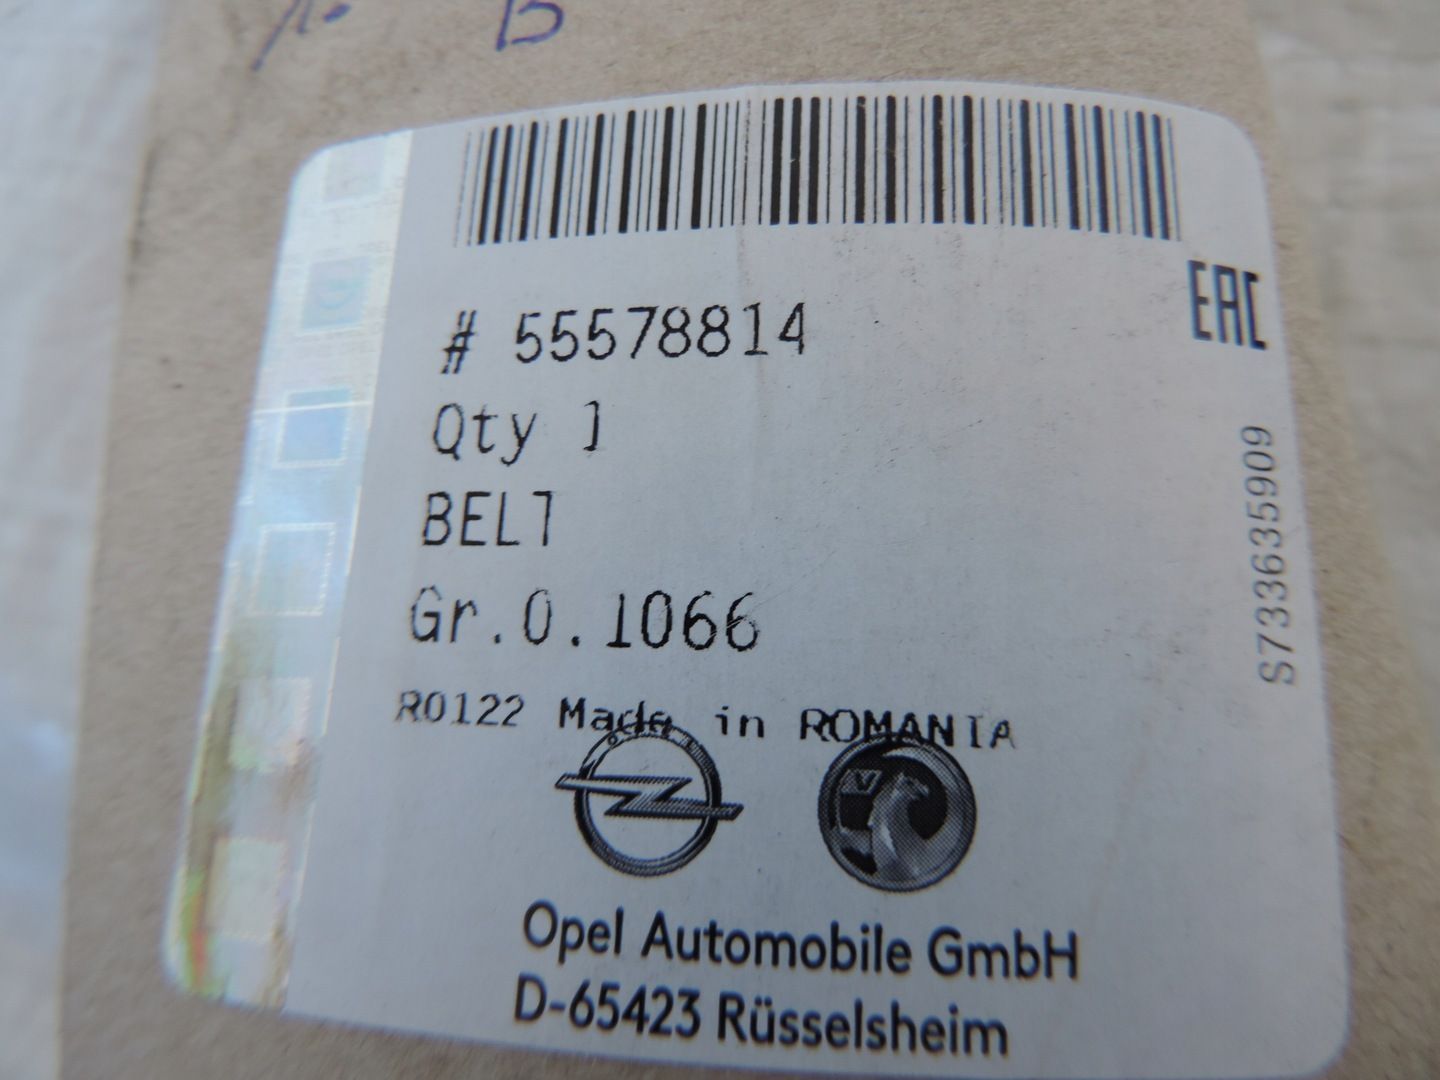 EAC
# 55578814
Qty 1
BELT
Gr.0.1066
R0122 Made in ROMANIA
V
Opel Automobile GmbH
D-65423 Rüsselsheim
S733635909